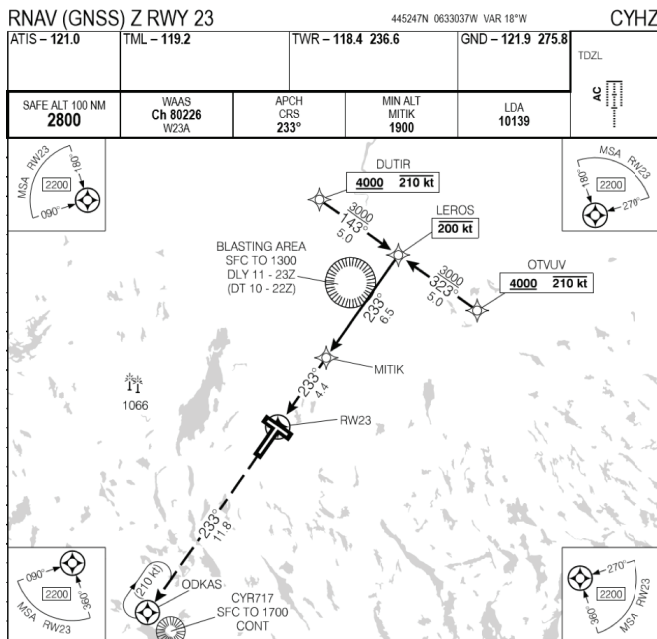 RNAV (GNSS) Z RWY 23
445247N 0633037W VAR 18°W
CYHZ
ATIS – 121.0
TML – 119.2
TWR – 118.4 236.6
GND – 121.9 275.8
TDZL
AC
SAFE ALT 100 NM
2800
WAAS
Ch 80226
W23A
APCH
CRS
233°
MIN ALT
MITIK
1900
LDA
10139
MSA RW23
180°
2200
090°
DUTIR
4000 210 kt
MSA RW23
180°
2200
270°
3000
143°
5.0
LEROS
200 kt
BLASTING AREA
SFC TO 1300
DLY 11 - 23Z
(DT 10 - 22Z)
3000
323°
5.0
OTVUV
4000 210 kt
233°
6.5
MITIK
233°
4.4
1066
RW23
233°
11.8
090°
2200
360°
MSA RW23
(210 kt)
ODKAS
CYR717
SFC TO 1700
CONT
270°
2200
360°
MSA RW23